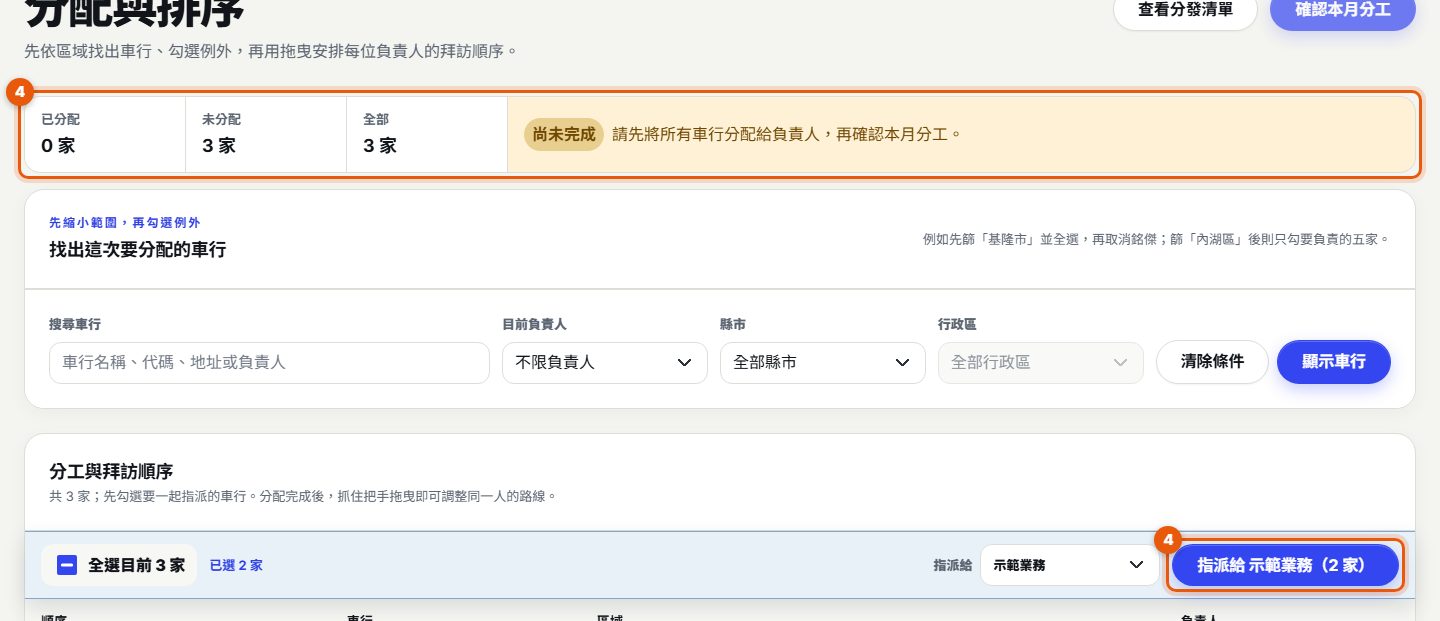 分配與排序
查看分發清單
確認本月分工
先依區域找出車行、勾選例外，再用拖曳安排每位負責人的拜訪順序。
4
已分配
0 家
未分配
3 家
全部
3 家
尚未完成
請先將所有車行分配給負責人，再確認本月分工。
先縮小範圍，再勾選例外
找出這次要分配的車行
例如先篩「基隆市」並全選，再取消銘傑；篩「內湖區」後則只勾要負責的五家。
搜尋車行
目前負責人
縣市
行政區
車行名稱、代碼、地址或負責人
不限負責人
全部縣市
全部行政區
清除條件
顯示車行
分工與拜訪順序
共 3 家；先勾選要一起指派的車行。分配完成後，抓住把手拖曳即可調整同一人的路線。
4
全選目前 3 家
已選 2 家
指派給
示範業務
指派給 示範業務（2 家）
順序
車行
區域
負責人